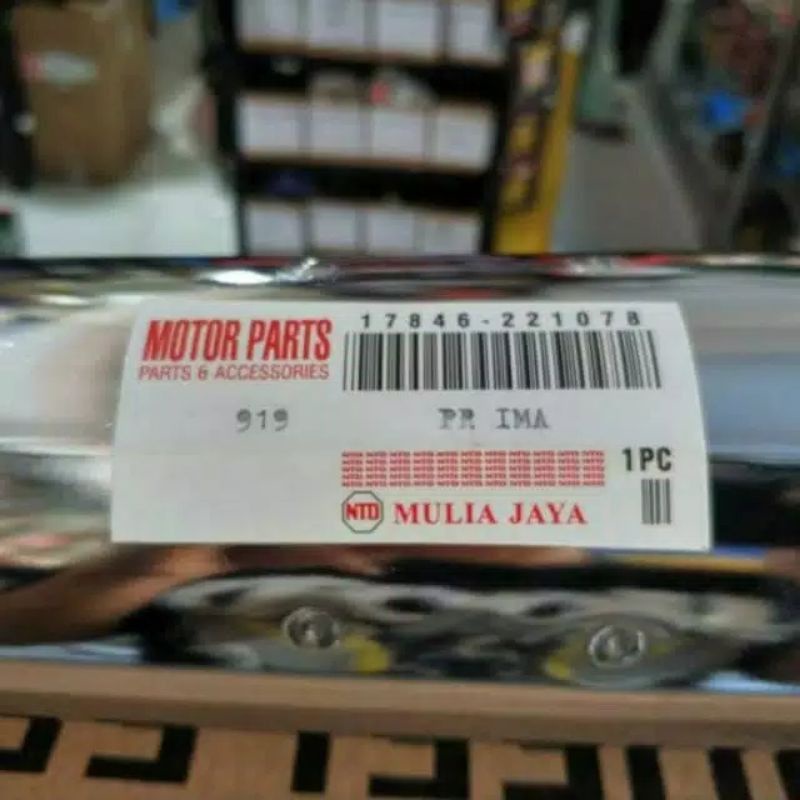 MOTOR PARTS
PARTS & ACCESSORIES
17846-221078
919 PR IMA
1PC
NTD MULIA JAYA